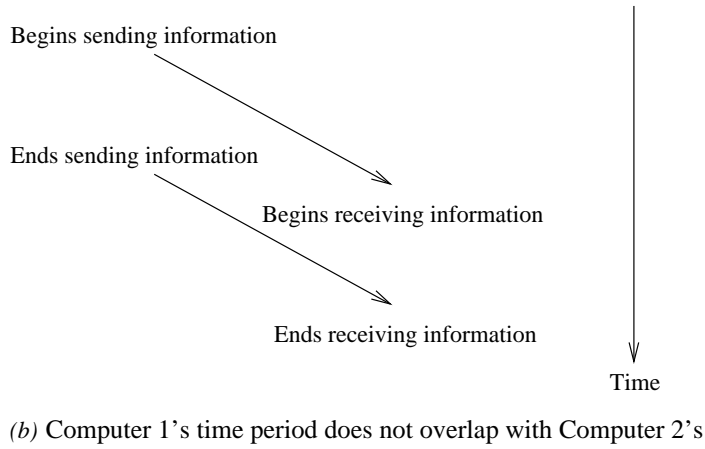 Begins sending information
Ends sending information
Begins receiving information
Ends receiving information
Time
(b) Computer 1’s time period does not overlap with Computer 2’s